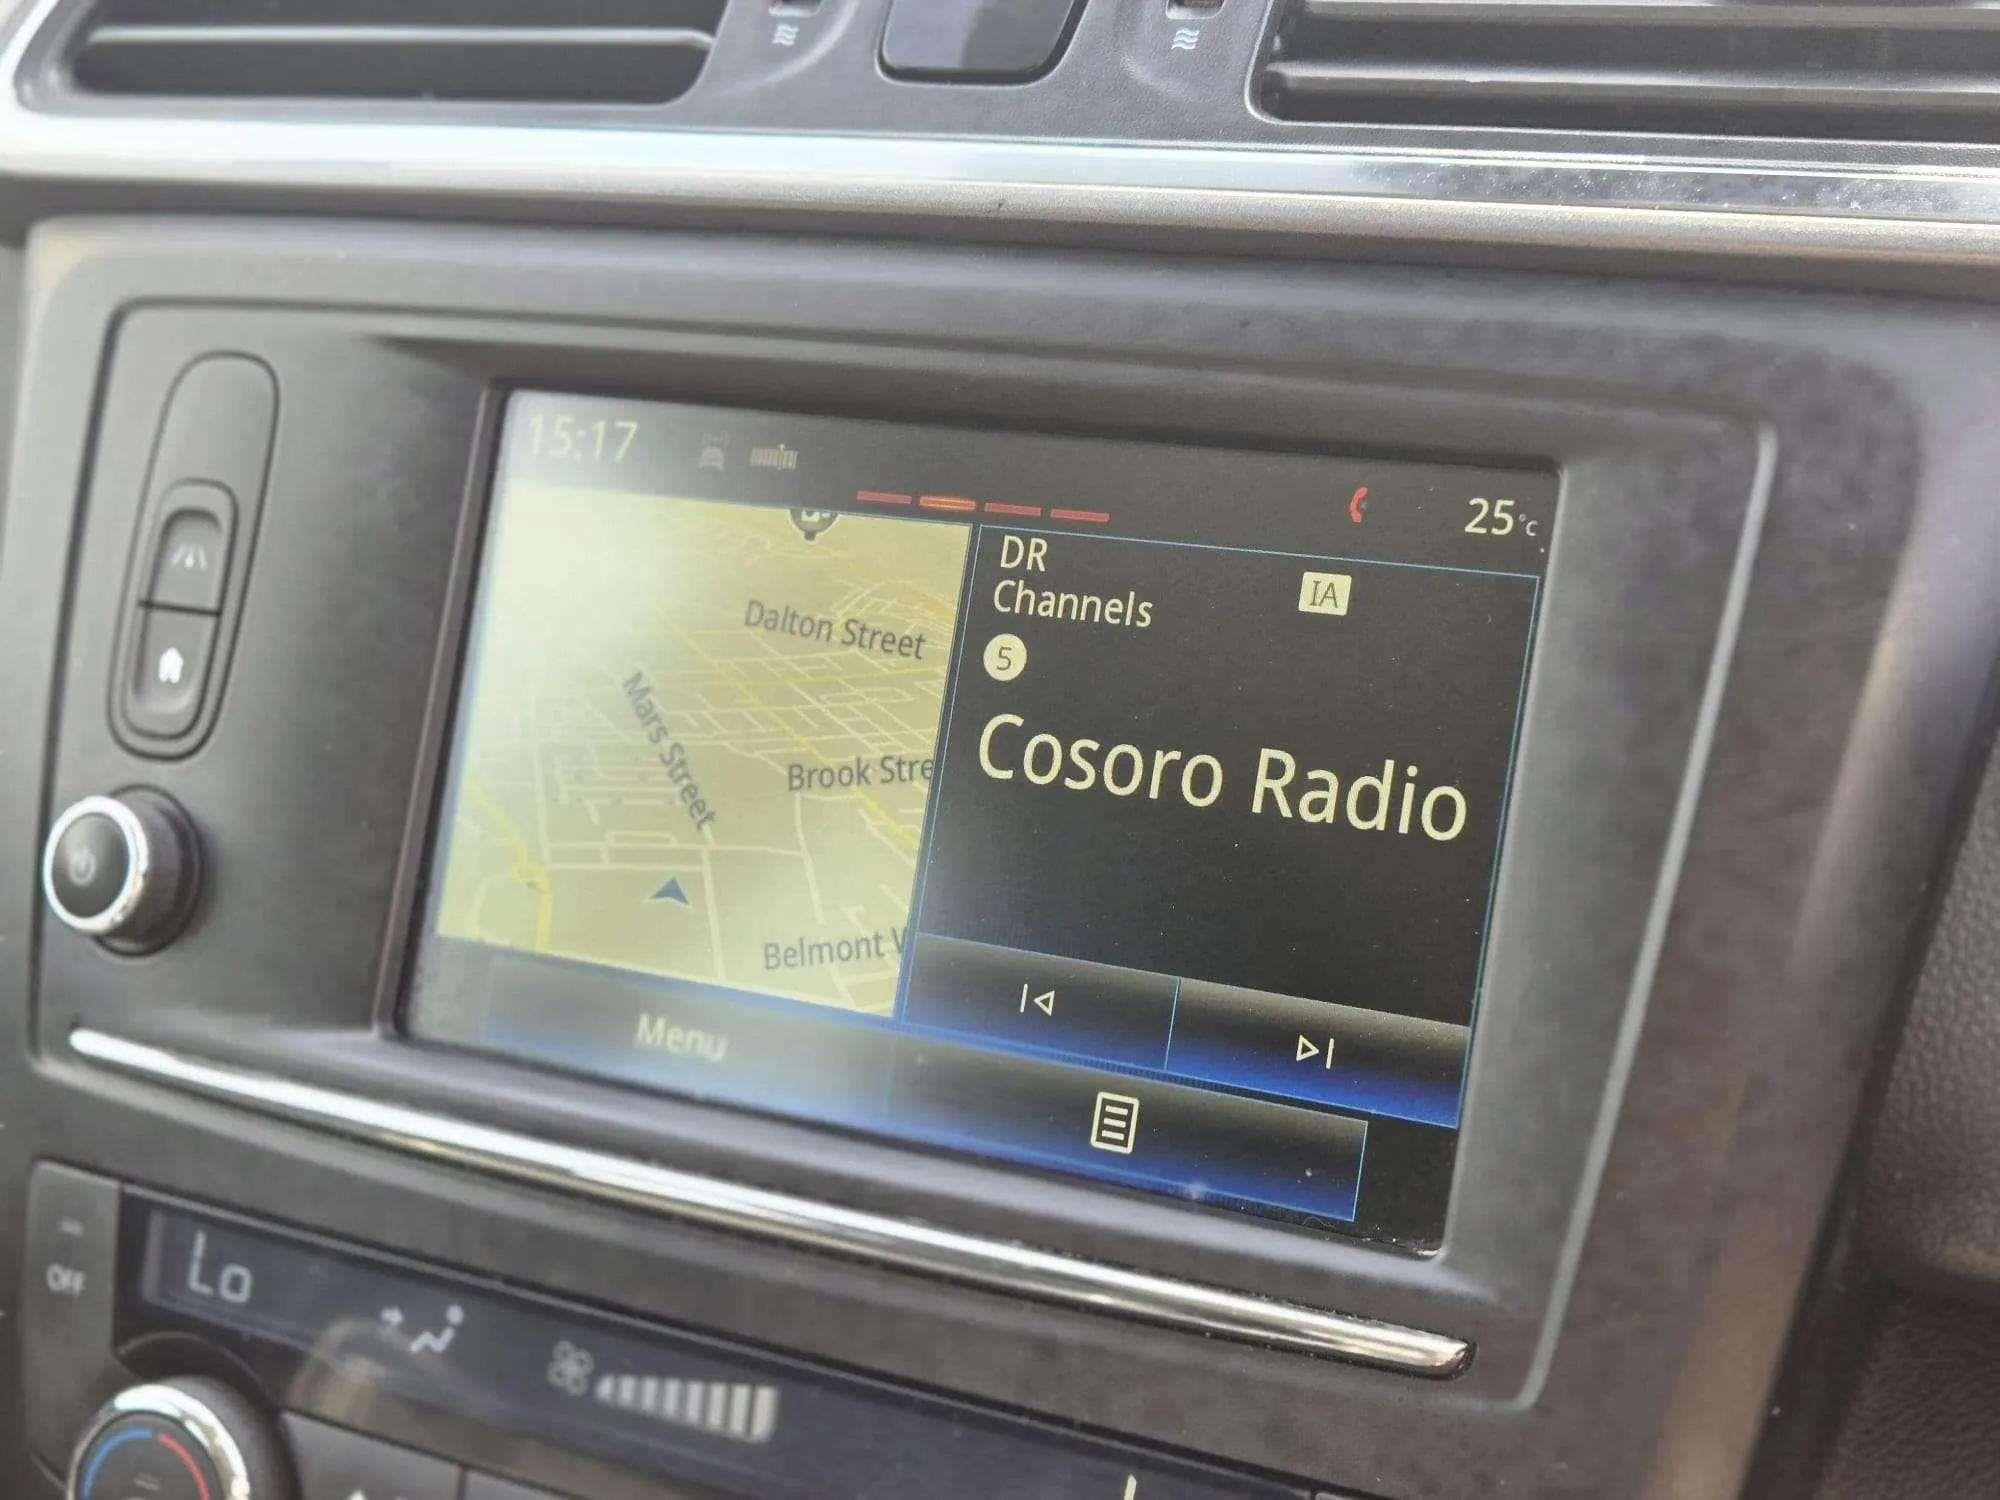 15:17
25°C
DR
Channels
IA
5
Dalton Street
Mars Street
Cosoro Radio
Brook Stre
Belmont W
Menu
OFF
Lo